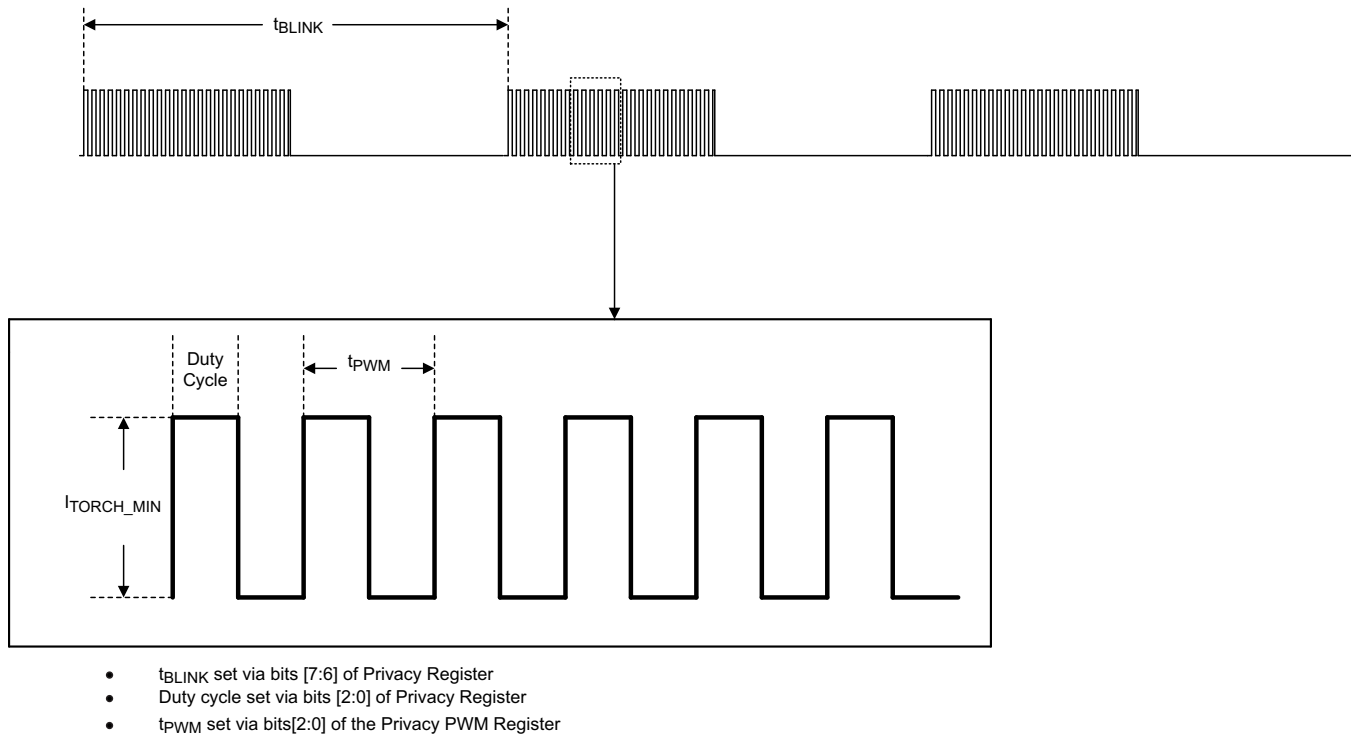 tBLINK
Duty
Cycle
tPWM
ITORCH_MIN
• tBLINK set via bits [7:6] of Privacy Register
• Duty cycle set via bits [2:0] of Privacy Register
• tPWM set via bits[2:0] of the Privacy PWM Register